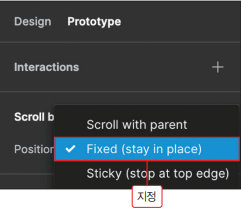 Design Prototype
Interactions
Scroll b
Scroll with parent
Position
Fixed (stay in place)
Sticky (stop at top edge)
지정